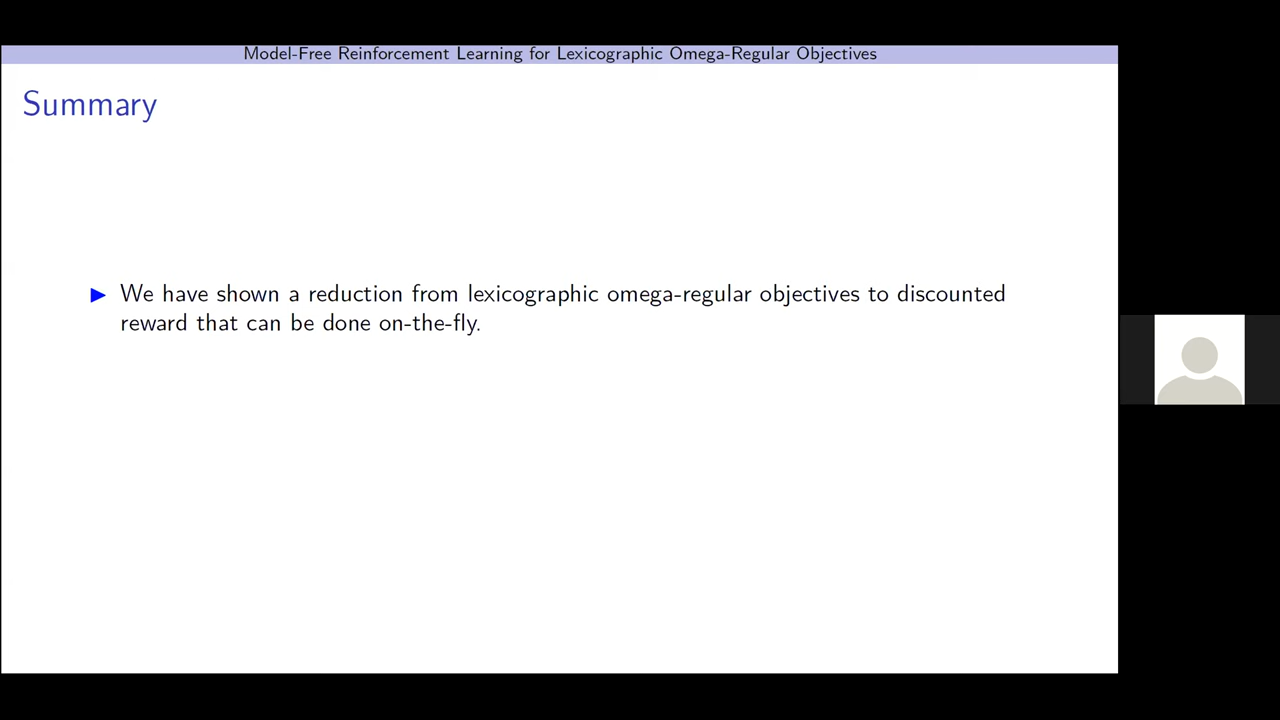 Model-Free Reinforcement Learning for Lexicographic Omega-Regular Objectives
Summary
We have shown a reduction from lexicographic omega-regular objectives to discounted
reward that can be done on-the-fly.